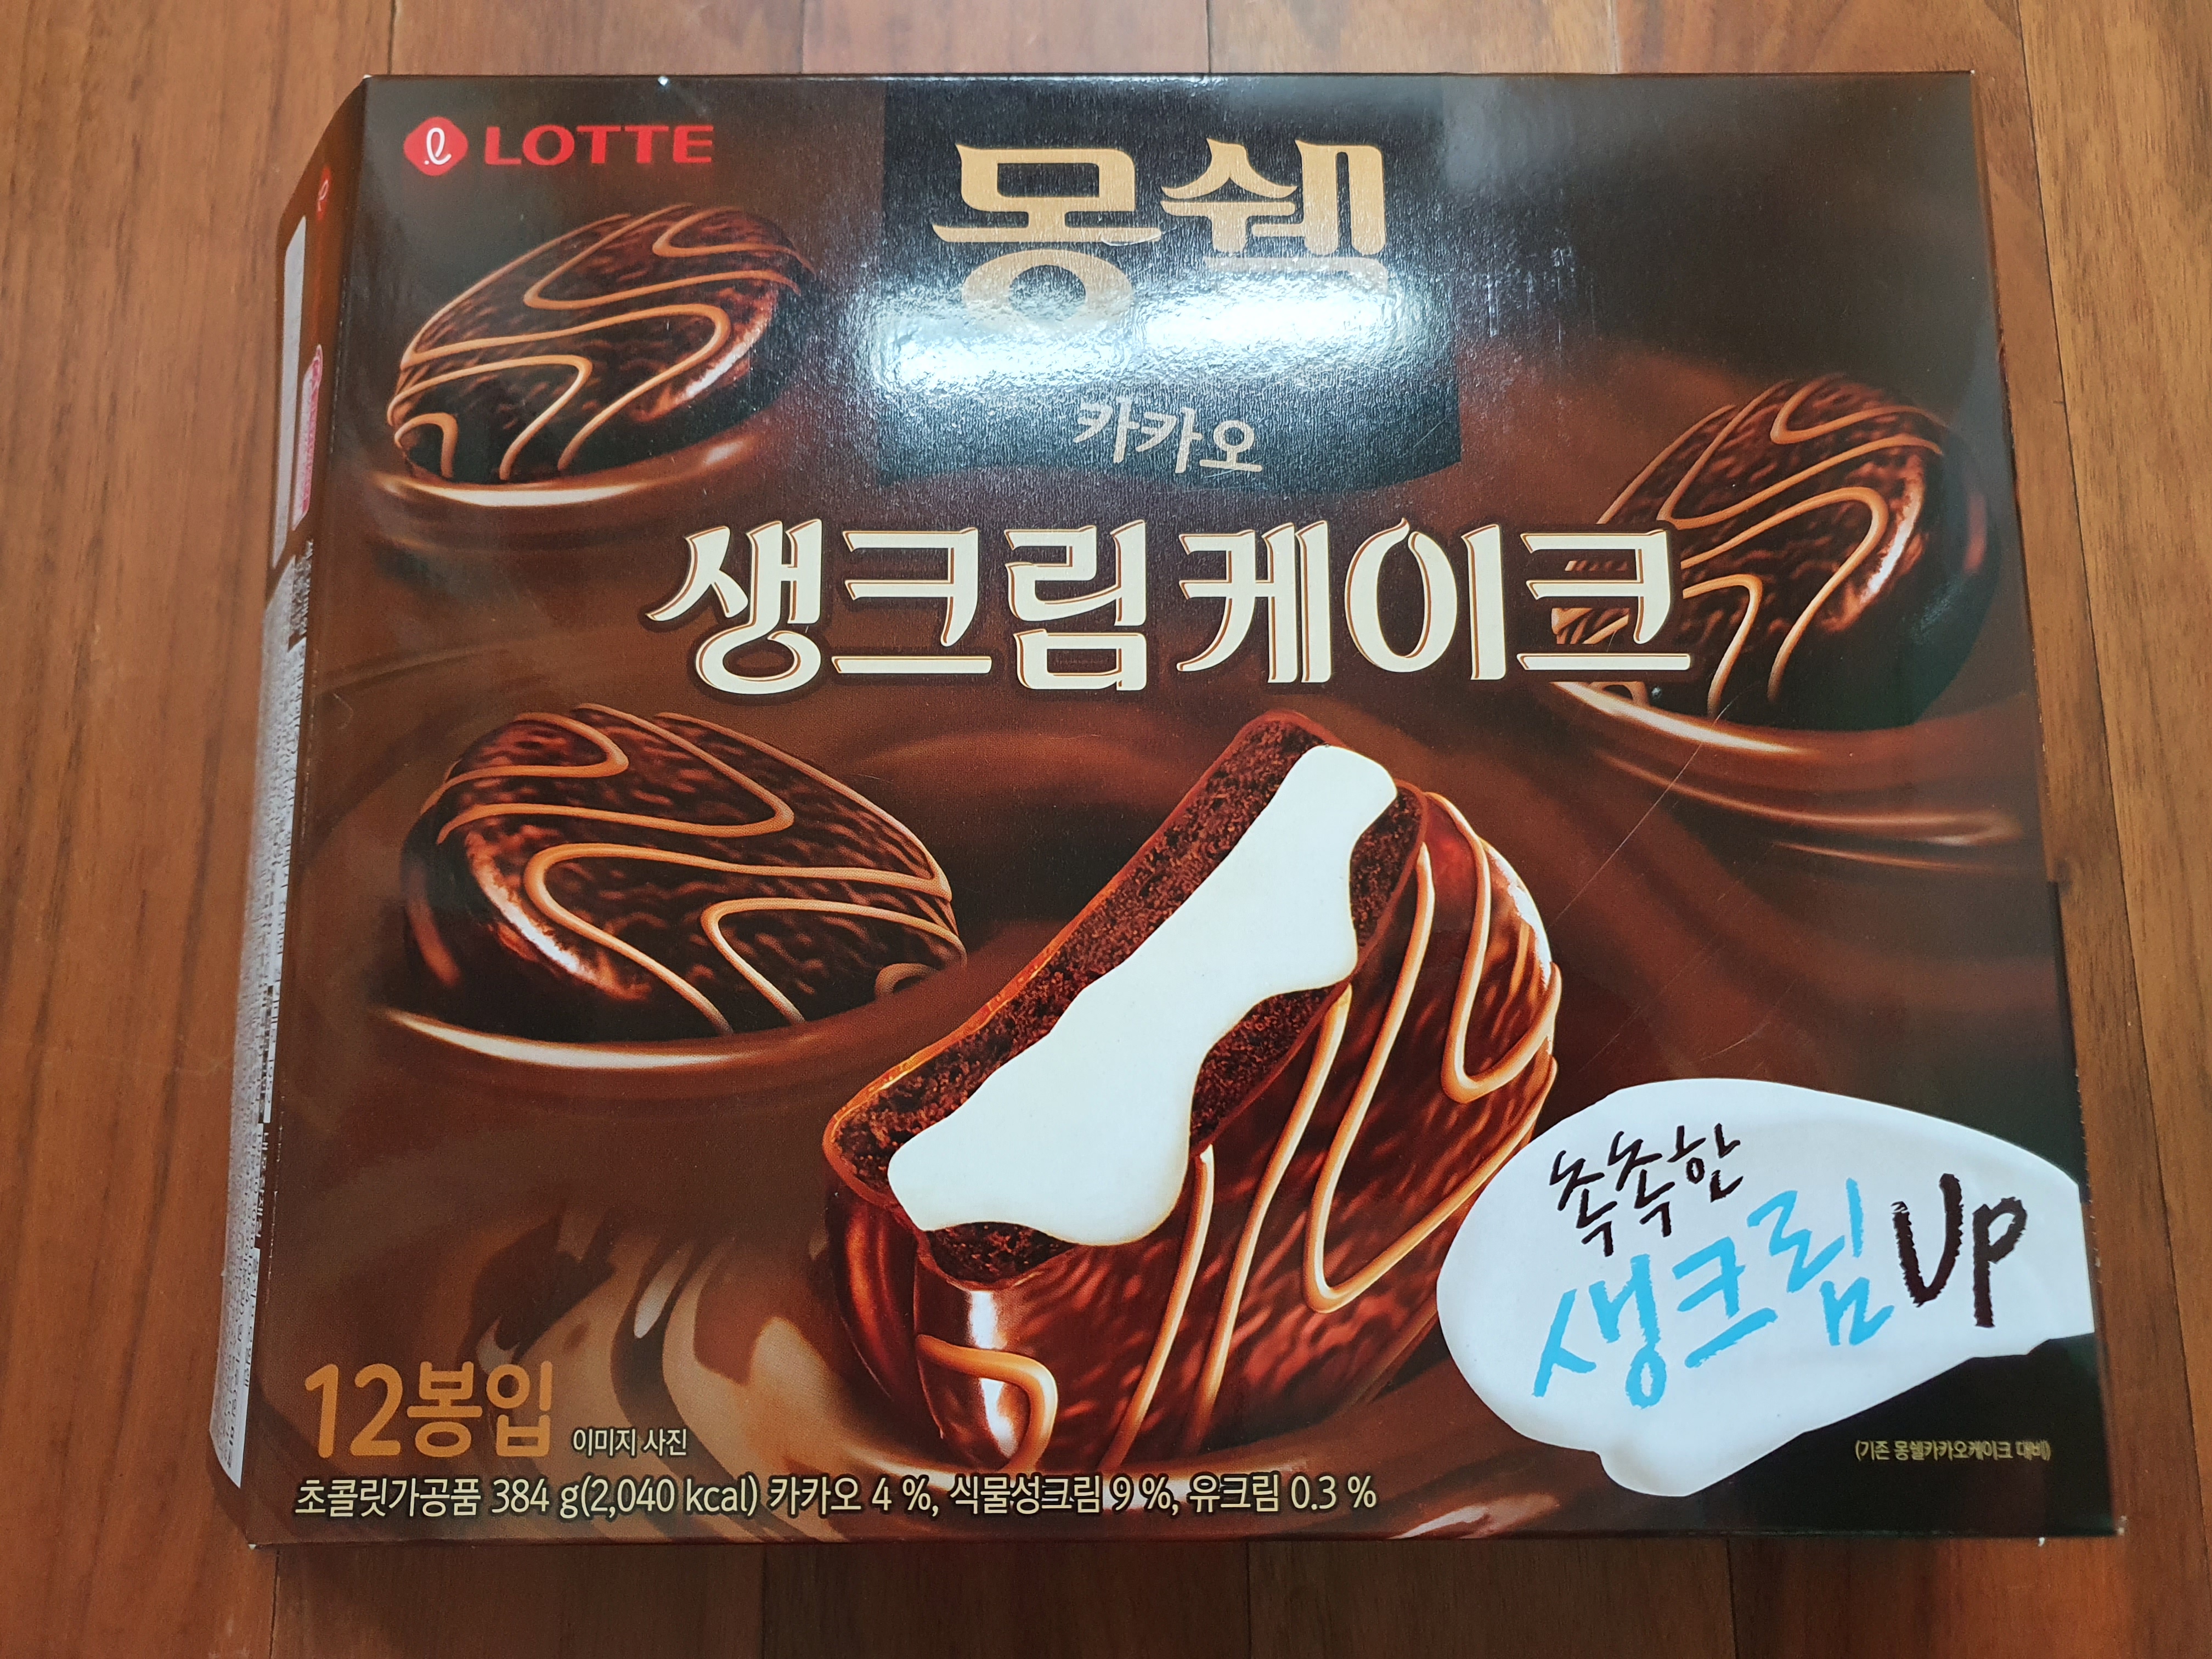 LOTTE
몽쉘
카카오
생크림케이크
촉촉한
생크림UP
12봉입 이미지 사진
(기존 몽쉘카카오케이크 대비)
초콜릿가공품 384 g(2,040 kcal) 카카오 4 %, 식물성크림 9 %, 유크림 0.3 %